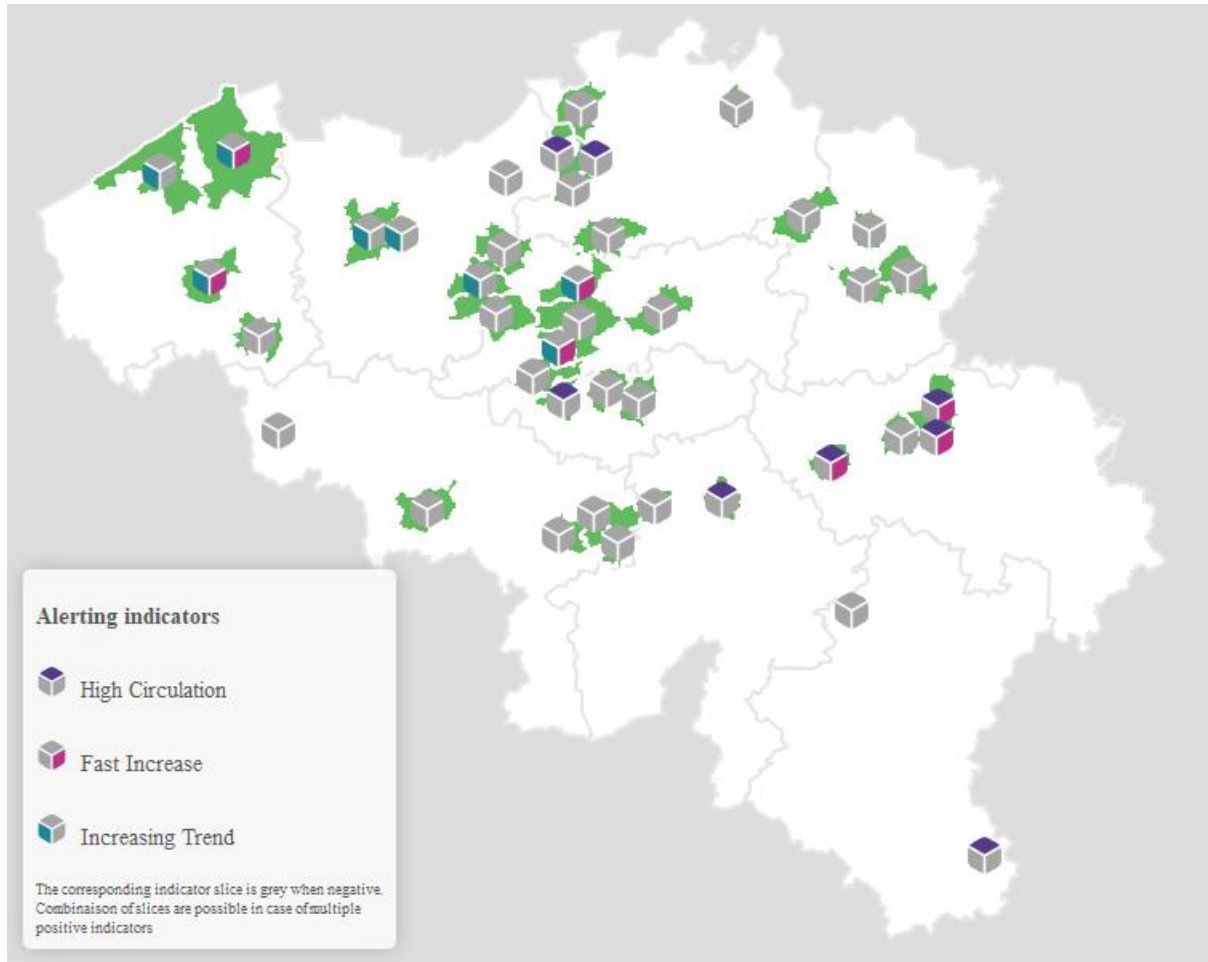 Alerting indicators
High Circulation
Fast Increase
Increasing Trend
The corresponding indicator slice is grey when negative.
Combinaison of slices are possible in case of multiple
positive indicators